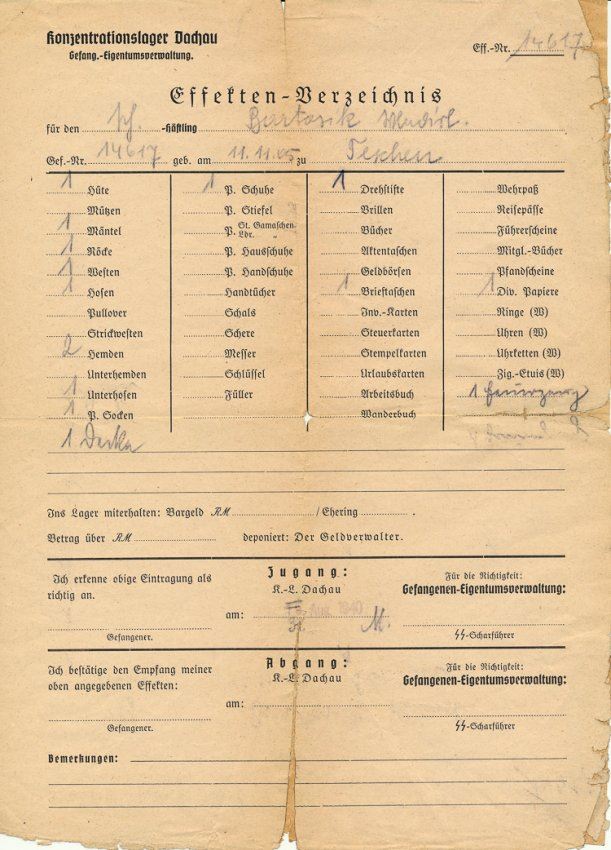 Konzentrationslager Dachau
Gefang.-Eigentumsverwaltung.
Eff.-Nr. 14617
Effekten-Verzeichnis
für den Sch. -Häftling Bartosik Wladisl.
Gef.-Nr. 14617 geb. am 11.11.05 zu Teschen
1 Hüte
Mützen
1 Mäntel
1 Röcke
1 Westen
1 Hosen
Pullover
Strickwesten
2 Hemden
Unterhemden
1 Unterhosen
1 P. Socken
1 Decke
1 P. Schuhe
P. Stiefel
P. St. Gamaschen
Ldr. "
P. Hausschuhe
P. Handschuhe
Handtücher
Schals
Schere
Messer
Schlüssel
Füller
1 Drehstifte
Brillen
Bücher
Aktentaschen
Geldbörsen
1 Brieftaschen
Inv.-Karten
Steuerkarten
Stempelkarten
Urlaubskarten
Arbeitsbuch
Wanderbuch
Wehrpaß
Reisepässe
Führerscheine
Mitgl.-Bücher
Pfandscheine
1 Div. Papiere
Ringe (W)
Uhren (W)
Uhrketten (W)
Zig.-Etuis (W)
1 Feuerzeug
Ins Lager miterhalten: Bargeld RM /Ehering .
Betrag über RM deponiert: Der Geldverwalter.
Ich erkenne obige Eintragung als
richtig an.
Gefangener.
Zugang:
K.-L. Dachau
am: Aug. 1940 M.
Für die Richtigkeit:
Gefangenen-Eigentumsverwaltung:
SS-Scharführer
Ich bestätige den Empfang meiner
oben angegebenen Effekten:
Gefangener.
Abgang:
K.-L. Dachau
am:
Für die Richtigkeit:
Gefangenen-Eigentumsverwaltung:
SS-Scharführer
Bemerkungen: